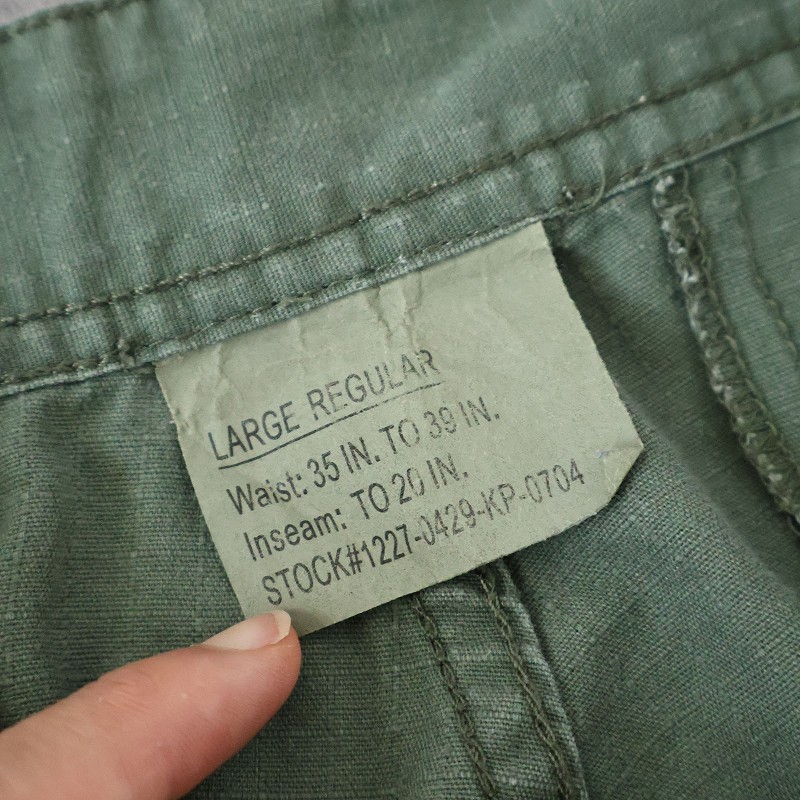 LARGE REGULAR
Waist: 35 IN. TO 39 IN.
Inseam: TO 20 IN.
STOCK#1227-0429-KP-0704